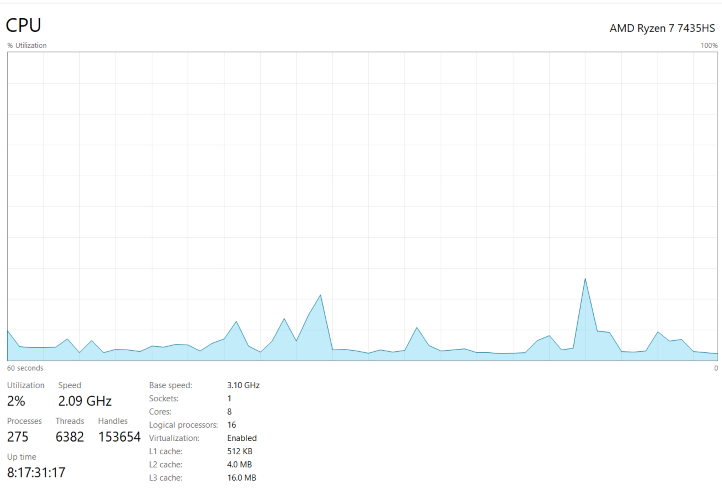 CPU
AMD Ryzen 7 7435HS
% Utilization
100%
60 seconds
0
Utilization
Speed
2%
2.09 GHz
Processes
Threads
Handles
275
6382
153654
Up time
8:17:31:17
Base speed:
3.10 GHz
Sockets:
1
Cores:
8
Logical processors:
16
Virtualization:
Enabled
L1 cache:
512 KB
L2 cache:
4.0 MB
L3 cache:
16.0 MB